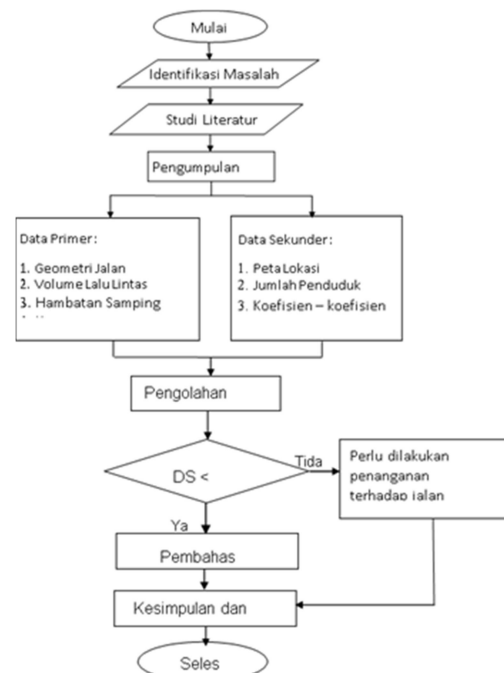 Mulai
Identifikasi Masalah
Studi Literatur
Pengumpulan
Data Primer:
1. Geometri Jalan
2. Volume Lalu Lintas
3. Hambatan Samping
Data Sekunder:
1. Peta Lokasi
2. Jumlah Penduduk
3. Koefisien – koefisien
Pengolahan
DS <
Tida
Perlu dilakukan
penanganan
terhadap jalan
Ya
Pembahas
Kesimpulan dan
Seles